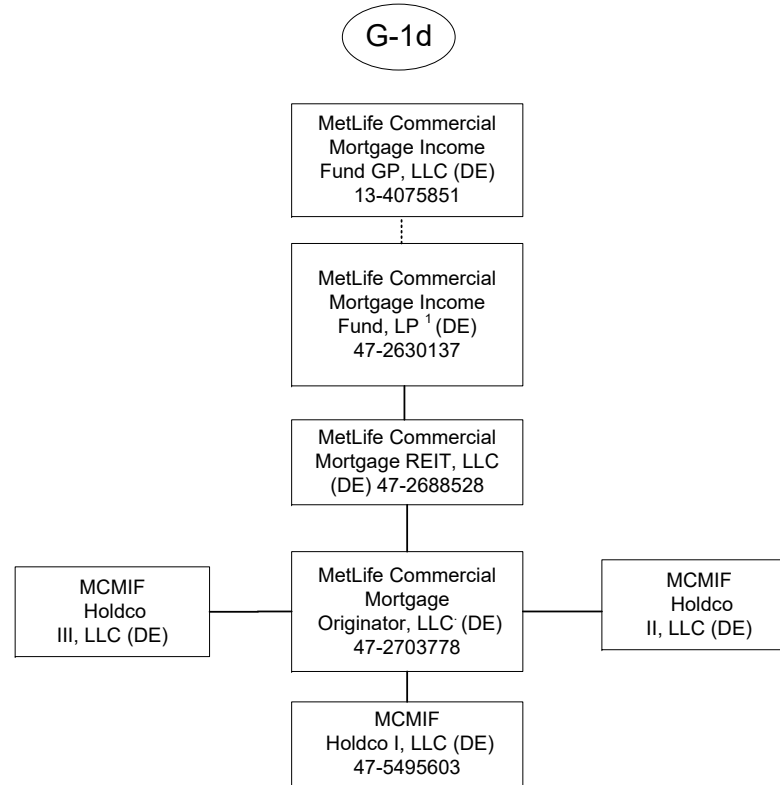 G-1d
MetLife Commercial
Mortgage Income
Fund GP, LLC (DE)
13-4075851
MetLife Commercial
Mortgage Income
Fund, LP ¹ (DE)
47-2630137
MetLife Commercial
Mortgage REIT, LLC
(DE) 47-2688528
MCMIF
Holdco
III, LLC (DE)
MetLife Commercial
Mortgage
Originator, LLC (DE)
47-2703778
MCMIF
Holdco
II, LLC (DE)
MCMIF
Holdco I, LLC (DE)
47-5495603